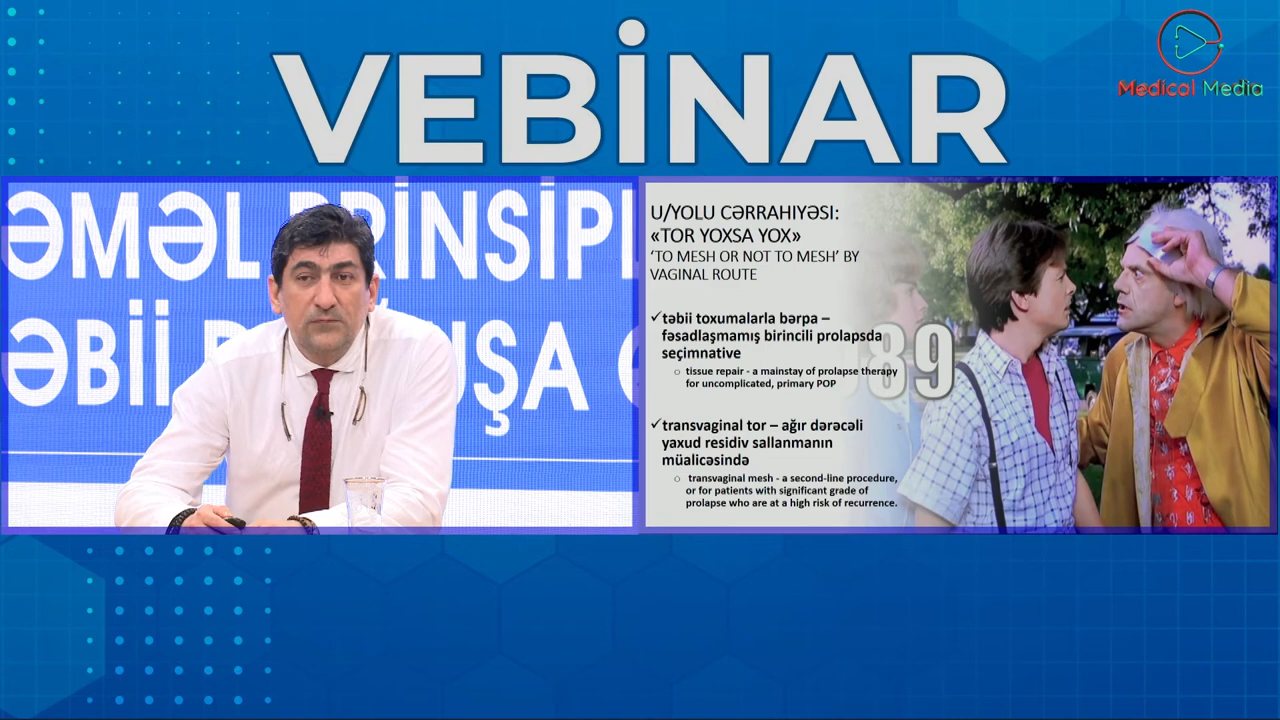 VEBİNAR
Medical Media
ƏMƏL PRİNSİP
ƏBİİ
ŞA
U/YOLU CƏRRAHIYƏSI:
«TOR YOXSA YOX»
‘TO MESH OR NOT TO MESH’ BY
VAGINAL ROUTE
✓təbii toxumalarla bərpa –
fəsadlaşmamış birincili prolapsda
seçimnative
○ tissue repair - a mainstay of prolapse therapy
for uncomplicated, primary POP
✓transvaginal tor – ağır dərəcəli
yaxud residiv sallanmanın
müalicəsində
○ transvaginal mesh - a second-line procedure,
or for patients with significant grade of
prolapse who are at a high risk of recurrence.
89